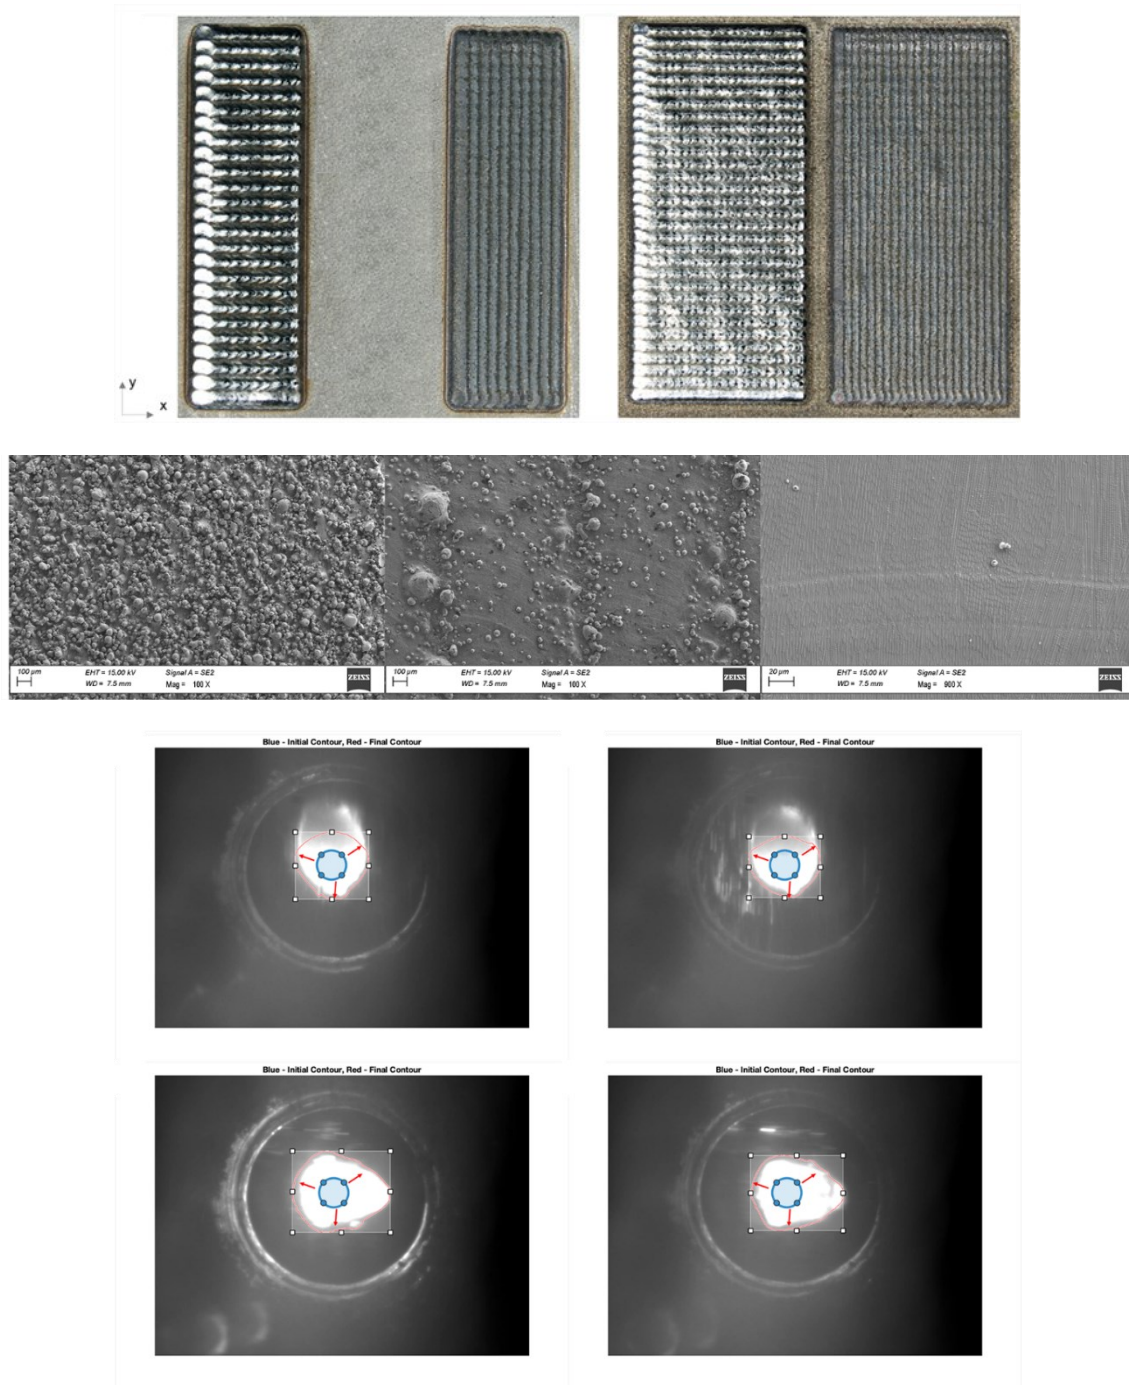 y
x
100 µm
EHT = 15.00 kV
Signal A = SE2
WD = 7.5 mm
Mag = 100 X
ZEISS
100 µm
EHT = 15.00 kV
Signal A = SE2
WD = 7.5 mm
Mag = 100 X
ZEISS
20 µm
EHT = 15.00 kV
Signal A = SE2
WD = 7.5 mm
Mag = 900 X
ZEISS
Blue - Initial Contour, Red - Final Contour
Blue - Initial Contour, Red - Final Contour
Blue - Initial Contour, Red - Final Contour
Blue - Initial Contour, Red - Final Contour